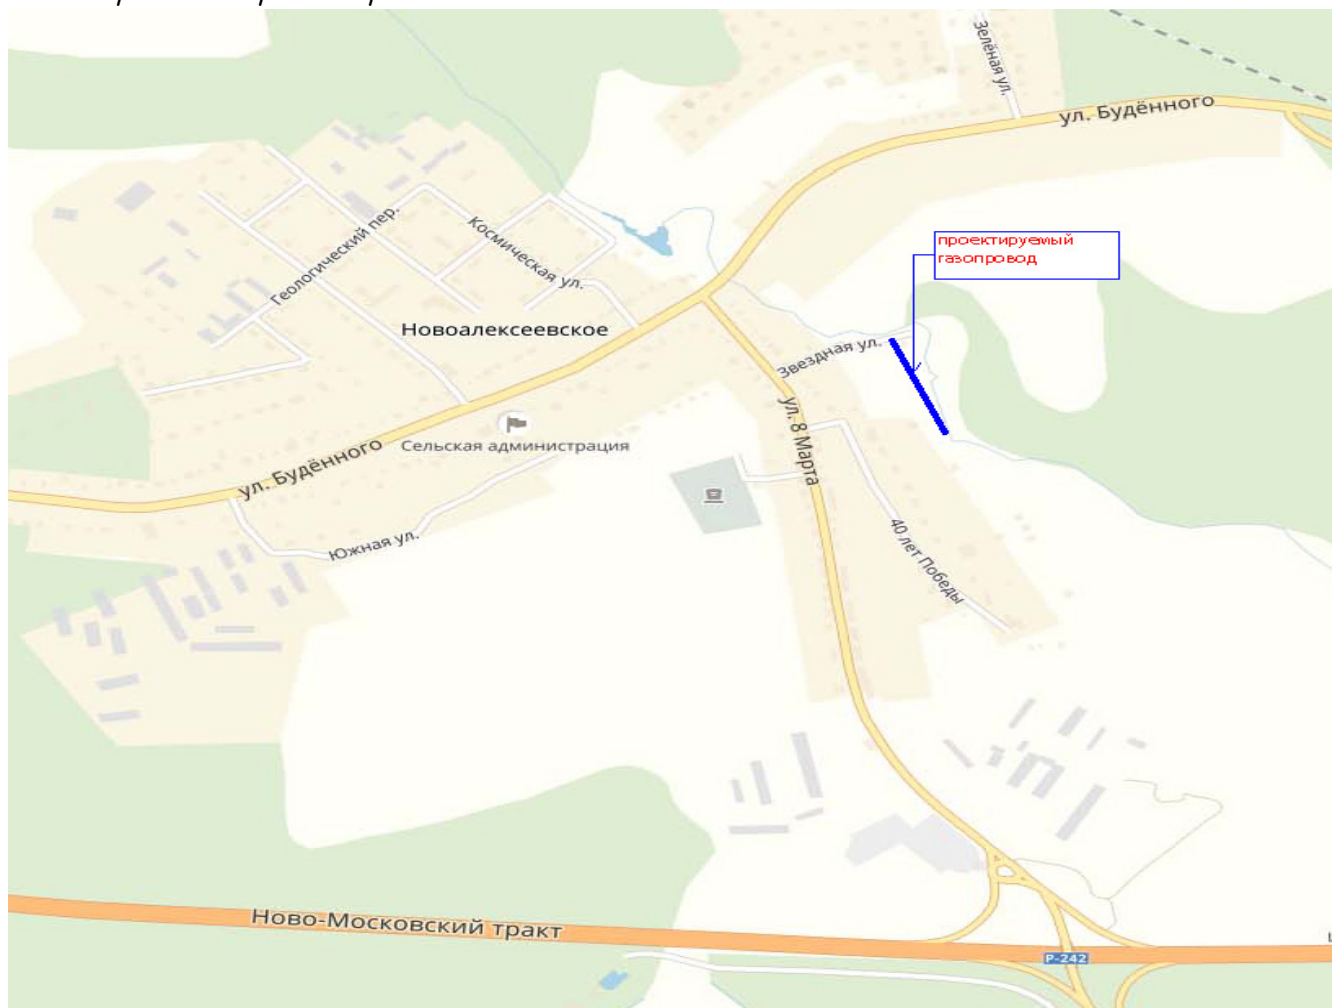 Зелёная ул.
ул. Будённого
Геологический пер.
Космическая ул.
проектируемый
газопровод
Новоалексеевское
Звездная ул.
ул. 8 Марта
Сельская администрация
ул. Будённого
Южная ул.
40 лет Победы
Ново-Московский тракт
Р-242